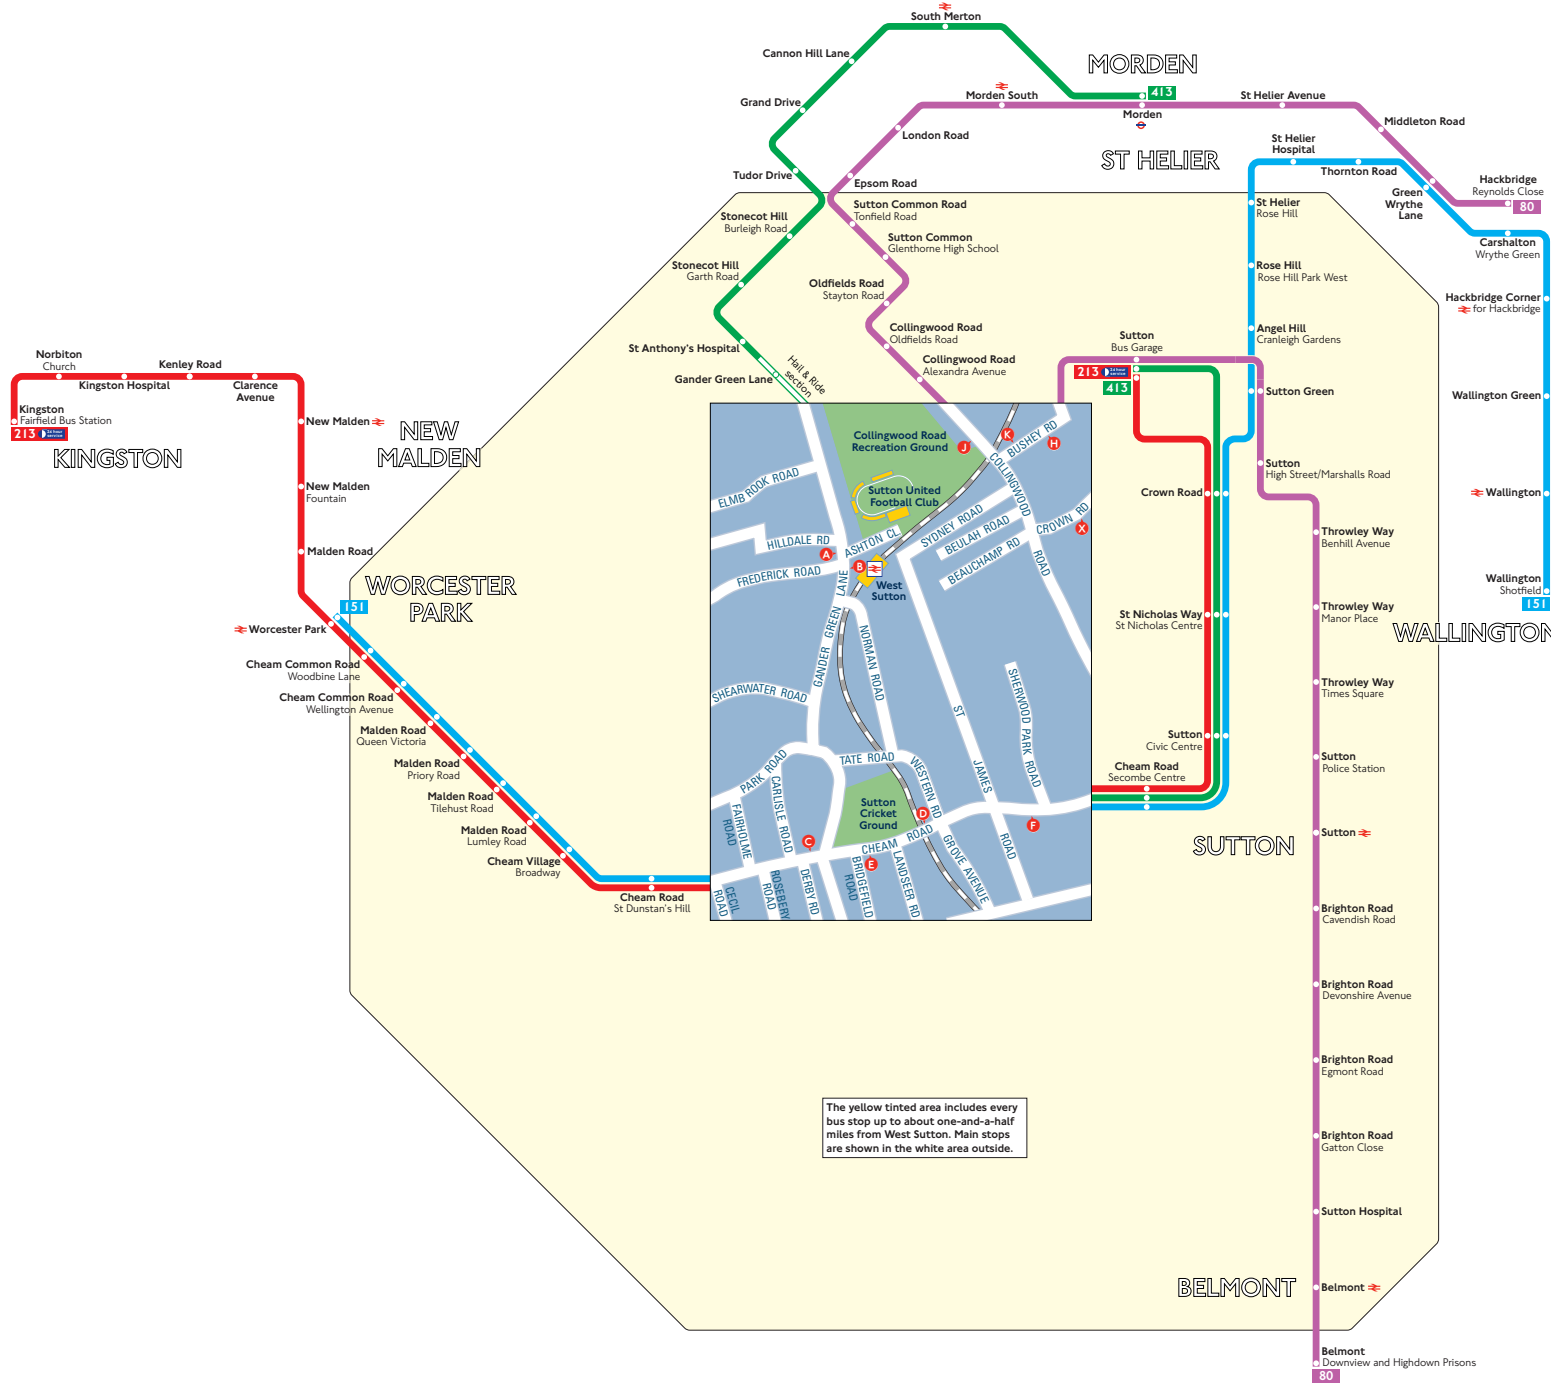 South Merton
Cannon Hill Lane
MORDEN
413
Grand Drive
Morden South
Morden
St Helier Avenue
Middleton Road
London Road
St Helier
Hospital
ST HELIER
Thornton Road
Tudor Drive
Epsom Road
Green
Wrythe
Lane
Hackbridge
Reynolds Close
80
Sutton Common Road
Tonfield Road
St Helier
Rose Hill
Stonecot Hill
Burleigh Road
Sutton Common
Glenthorne High School
Carshalton
Wrythe Green
Stonecot Hill
Garth Road
Oldfields Road
Stayton Road
Rose Hill
Rose Hill Park West
Hackbridge Corner
for Hackbridge
Collingwood Road
Oldfields Road
Angel Hill
Cranleigh Gardens
St Anthony's Hospital
Sutton
Bus Garage
Norbiton
Church
Kenley Road
Collingwood Road
Alexandra Avenue
213 24 hour
service
413
Kingston Hospital
Clarence
Avenue
Gander Green Lane
Hail & Ride
section
Sutton Green
Wallington Green
Kingston
Fairfield Bus Station
213 24 hour
service
KINGSTON
New Malden
NEW
MALDEN
New Malden
Fountain
Malden Road
Sutton
High Street/Marshalls Road
Crown Road
Wallington
Throwley Way
Benhill Avenue
Wallington
Shotfield
151
WALLINGTON
WORCESTER
PARK
151
Worcester Park
Cheam Common Road
Woodbine Lane
Cheam Common Road
Wellington Avenue
Malden Road
Queen Victoria
Malden Road
Priory Road
Malden Road
Tilehust Road
Malden Road
Lumley Road
Cheam Village
Broadway
Cheam Road
St Dunstan's Hill
Collingwood Road
Recreation Ground
J
K
H
BUSHEY RD
COLLINGWOOD
ROAD
ELMBROOK ROAD
Sutton United
Football Club
SYDNEY ROAD
BEULAH ROAD
CROWN RD
X
BEAUCHAMP RD
HILLDALE RD
ASHTON CL
A
B
FREDERICK ROAD
West
Sutton
GANDER GREEN LANE
NORMAN ROAD
SHEARWATER ROAD
SHERWOOD PARK ROAD
ST JAMES ROAD
PARK ROAD
TATE ROAD
WESTERN RD
CARLISLE ROAD
FAIRHOLME
ROAD
Sutton
Cricket
Ground
D
F
C
E
CHEAM ROAD
GROVE AVENUE
CECIL
ROAD
ROSEBERY
ROAD
DERBY RD
BRIDGEFIELD
ROAD
LANDSEER RD
St Nicholas Way
St Nicholas Centre
Throwley Way
Manor Place
Throwley Way
Times Square
Sutton
Civic Centre
Cheam Road
Secombe Centre
Sutton
Police Station
SUTTON
Sutton
Brighton Road
Cavendish Road
Brighton Road
Devonshire Avenue
Brighton Road
Egmont Road
Brighton Road
Gatton Close
Sutton Hospital
The yellow tinted area includes every
bus stop up to about one-and-a-half
miles from West Sutton. Main stops
are shown in the white area outside.
BELMONT
Belmont
Belmont
Downview and Highdown Prisons
80